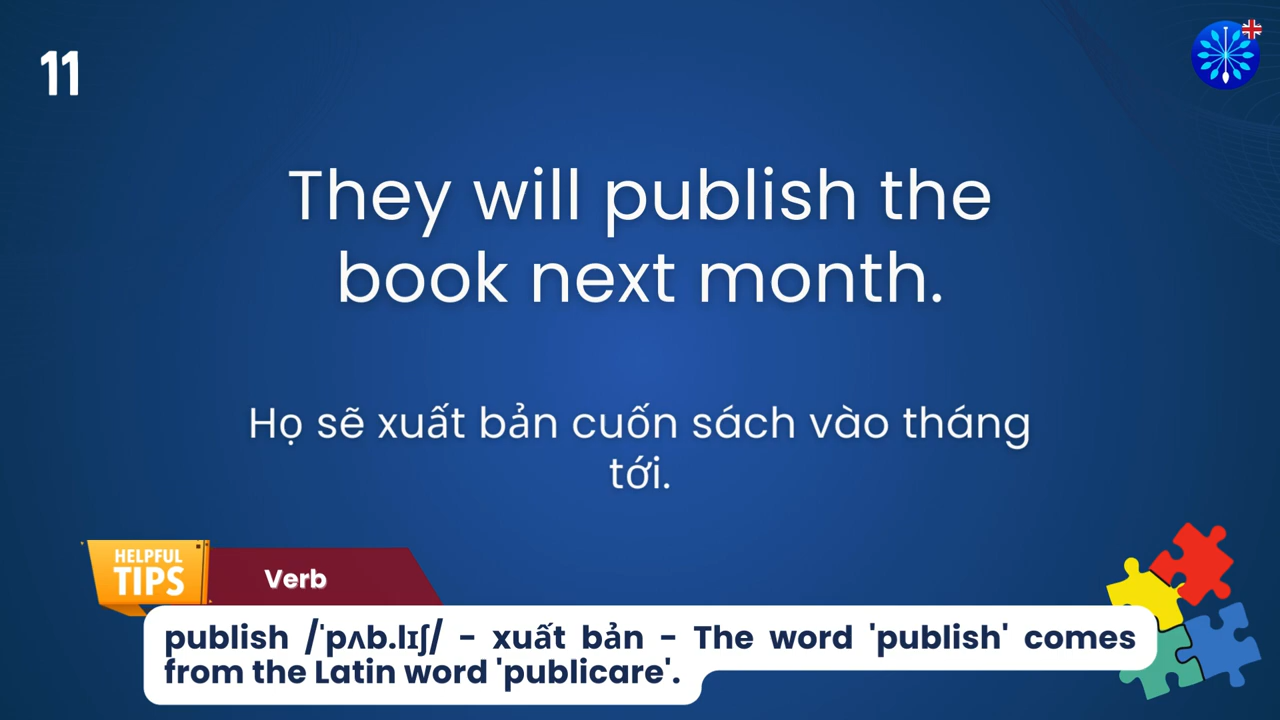 11
They will publish the
book next month.
Họ sẽ xuất bản cuốn sách vào tháng
tới.
HELPFUL
TIPS
Verb
publish /ˈpʌb.lɪʃ/ - xuất bản - The word 'publish' comes
from the Latin word 'publicare'.